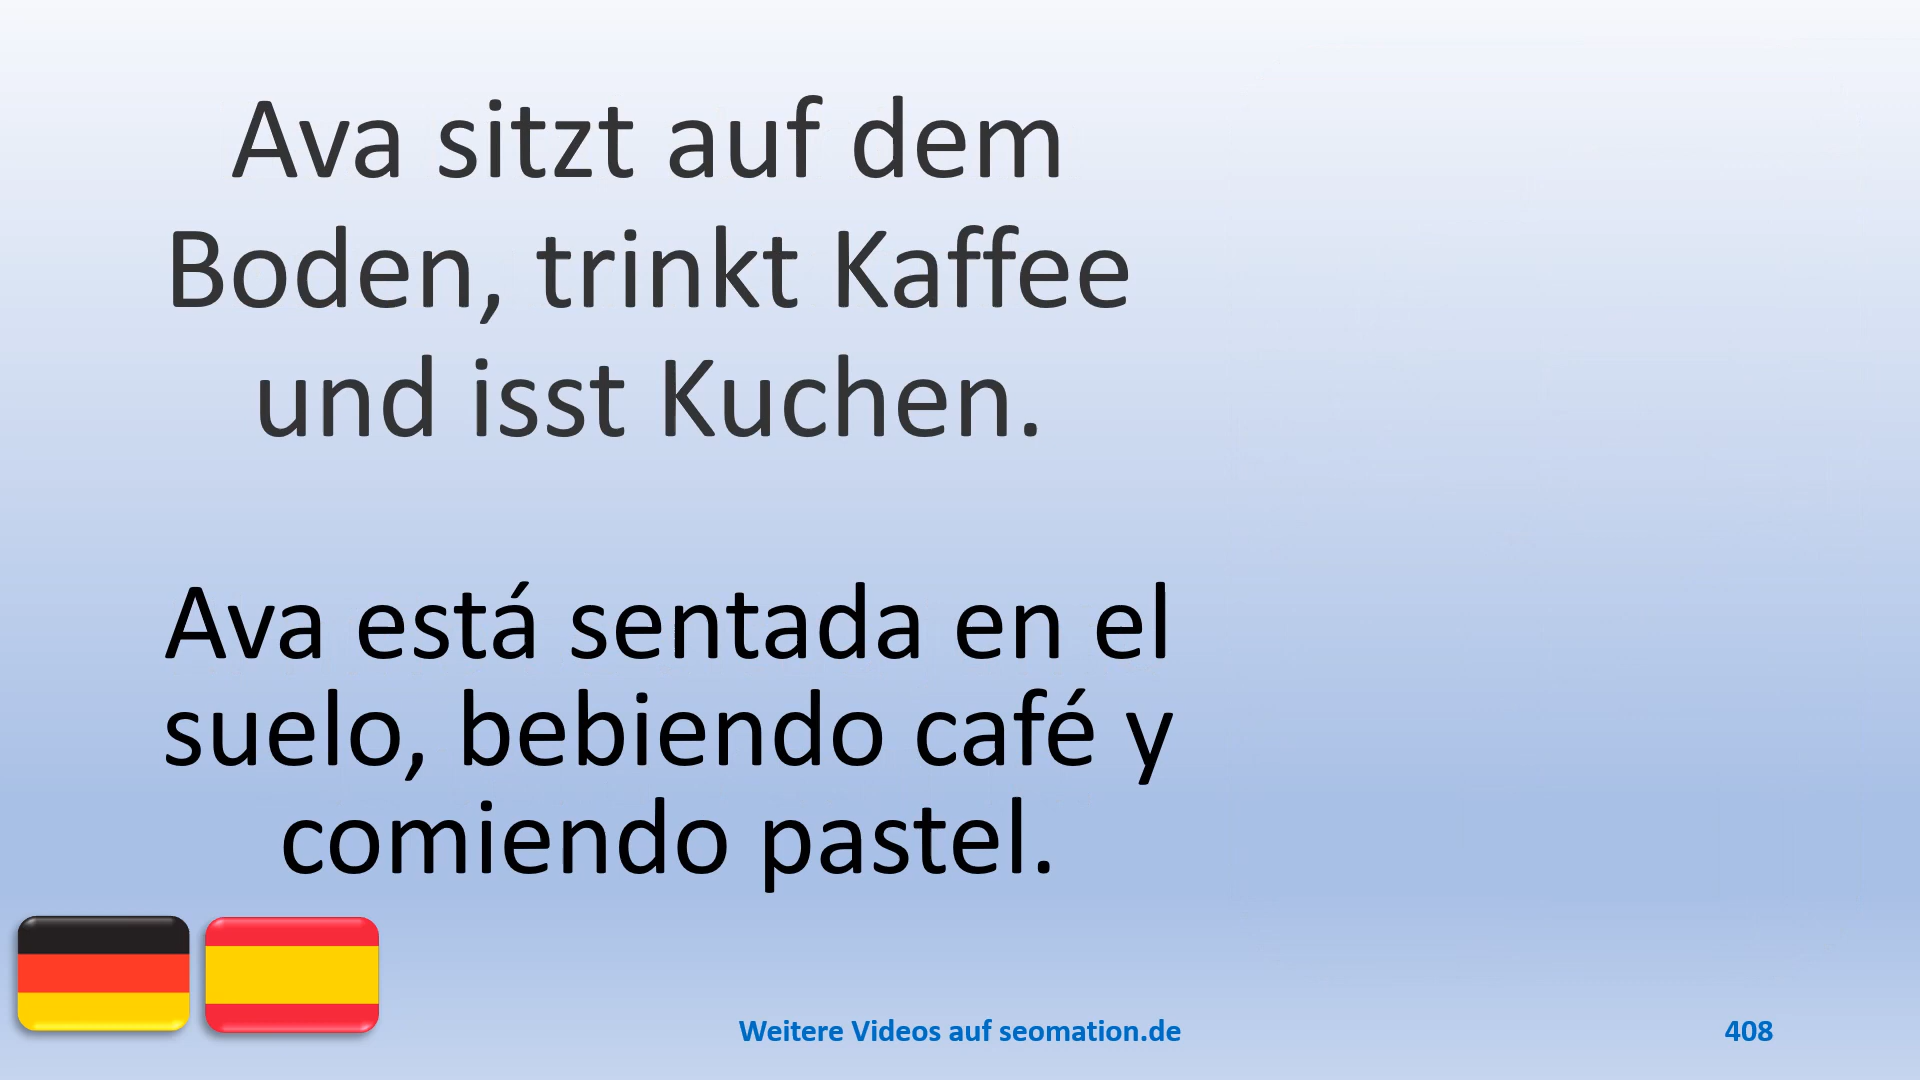 Ava sitzt auf dem
Boden, trinkt Kaffee
und isst Kuchen.
Ava está sentada en el
suelo, bebiendo café y
comiendo pastel.
Weitere Videos auf seomation.de
408